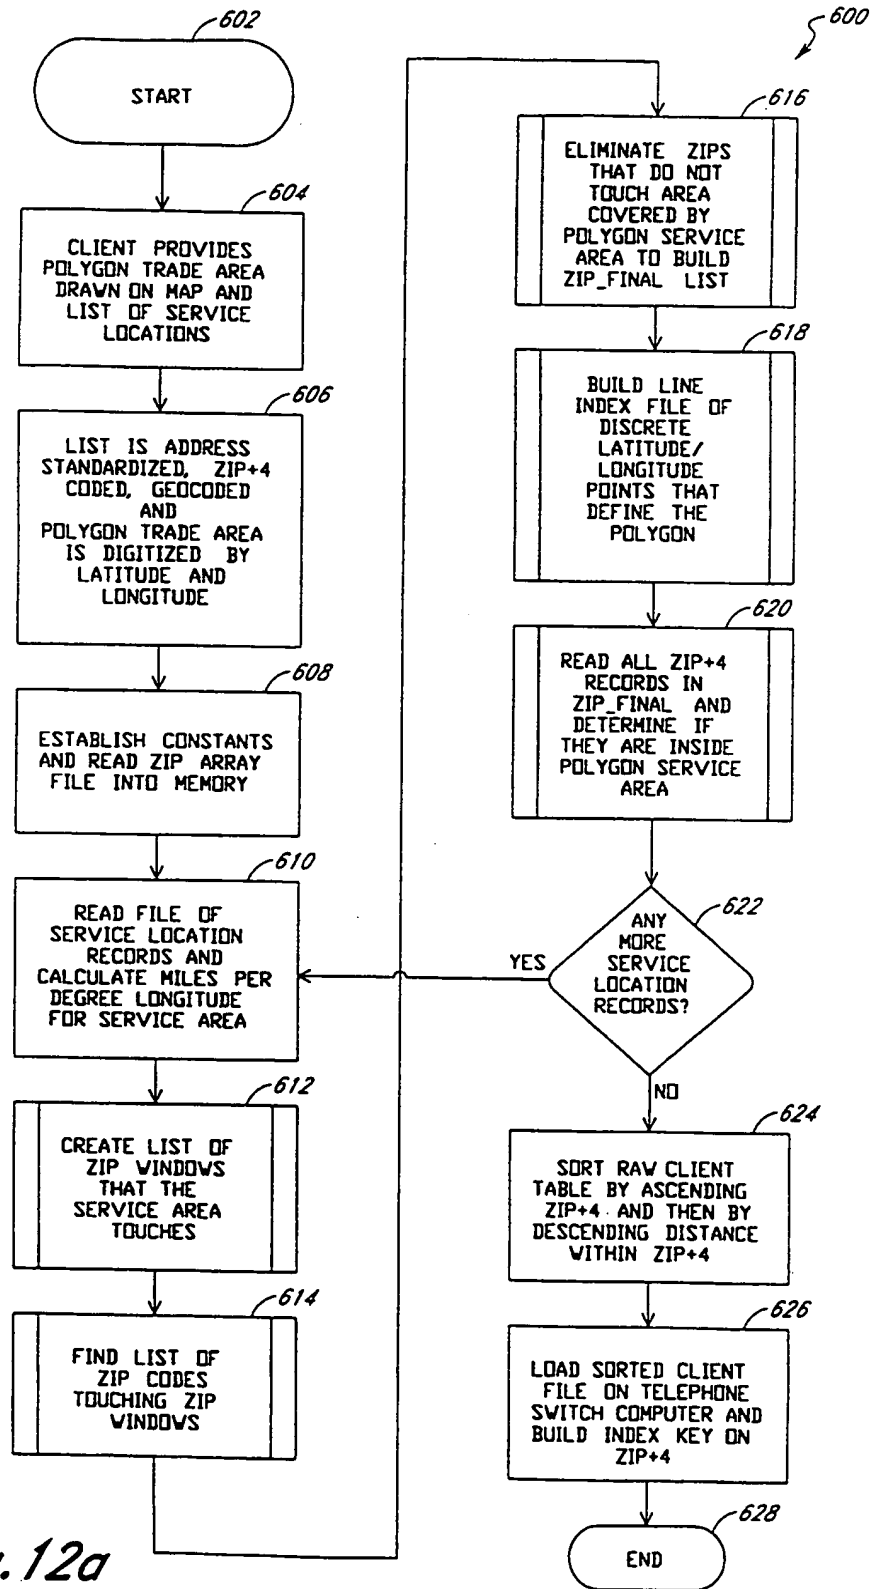 602
START
604
CLIENT PROVIDES
POLYGON TRADE AREA
DRAWN ON MAP AND
LIST OF SERVICE
LOCATIONS
606
LIST IS ADDRESS
STANDARDIZED, ZIP+4
CODED, GEOCODED
AND
POLYGON TRADE AREA
IS DIGITIZED BY
LATITUDE AND
LONGITUDE
608
ESTABLISH CONSTANTS
AND READ ZIP ARRAY
FILE INTO MEMORY
610
READ FILE OF
SERVICE LOCATION
RECORDS AND
CALCULATE MILES PER
DEGREE LONGITUDE
FOR SERVICE AREA
612
CREATE LIST OF
ZIP WINDOWS
THAT THE
SERVICE AREA
TOUCHES
614
FIND LIST OF
ZIP CODES
TOUCHING ZIP
WINDOWS
600
616
ELIMINATE ZIPS
THAT DO NOT
TOUCH AREA
COVERED BY
POLYGON SERVICE
AREA TO BUILD
ZIP_FINAL LIST
618
BUILD LINE
INDEX FILE OF
DISCRETE
LATITUDE/
LONGITUDE
POINTS THAT
DEFINE THE
POLYGON
620
READ ALL ZIP+4
RECORDS IN
ZIP_FINAL AND
DETERMINE IF
THEY ARE INSIDE
POLYGON SERVICE
AREA
622
ANY
MORE
SERVICE
LOCATION
RECORDS?
YES
NO
624
SORT RAW CLIENT
TABLE BY ASCENDING
ZIP+4 AND THEN BY
DESCENDING DISTANCE
WITHIN ZIP+4
626
LOAD SORTED CLIENT
FILE ON TELEPHONE
SWITCH COMPUTER AND
BUILD INDEX KEY ON
ZIP+4
628
END
.12a